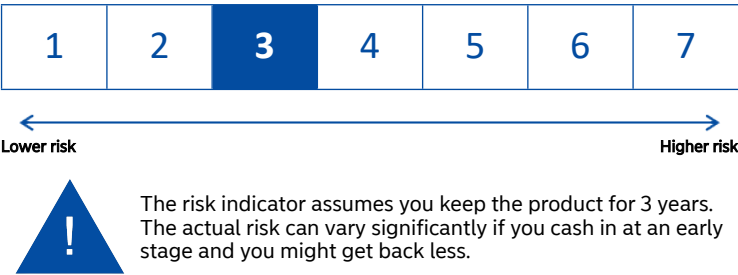 1 2 3 4 5 6 7
Lower risk Higher risk
! The risk indicator assumes you keep the product for 3 years.
The actual risk can vary significantly if you cash in at an early
stage and you might get back less.